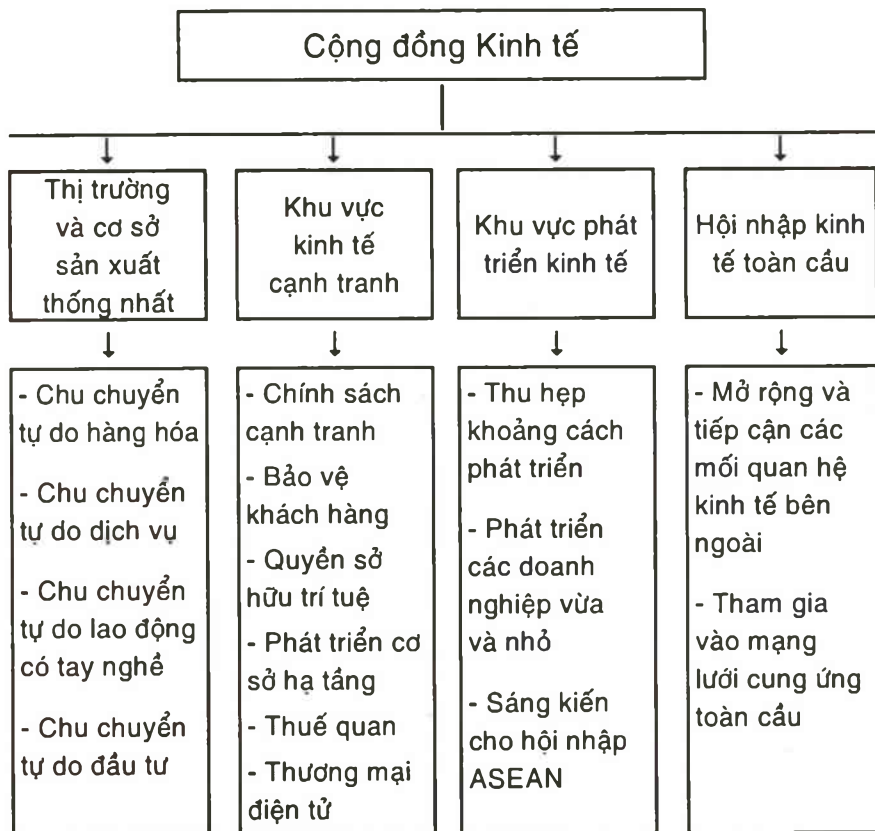 Cộng đồng Kinh tế
Thị trường
và cơ sở
sản xuất
thống nhất
Khu vực
kinh tế
cạnh tranh
Khu vực phát
triển kinh tế
Hội nhập kinh
tế toàn cầu
- Chu chuyển
tự do hàng hóa
- Chu chuyển
tự do dịch vụ
- Chu chuyển
tự do lao động
có tay nghề
- Chu chuyển
tự do đầu tư
- Chính sách
cạnh tranh
- Bảo vệ
khách hàng
- Quyền sở
hữu trí tuệ
- Phát triển cơ
sở hạ tầng
- Thuế quan
- Thương mại
điện tử
- Thu hẹp
khoảng cách
phát triển
- Phát triển
các doanh
nghiệp vừa
và nhỏ
- Sáng kiến
cho hội nhập
ASEAN
- Mở rộng và
tiếp cận các
mối quan hệ
kinh tế bên
ngoài
- Tham gia
vào mạng
lưới cung ứng
toàn cầu